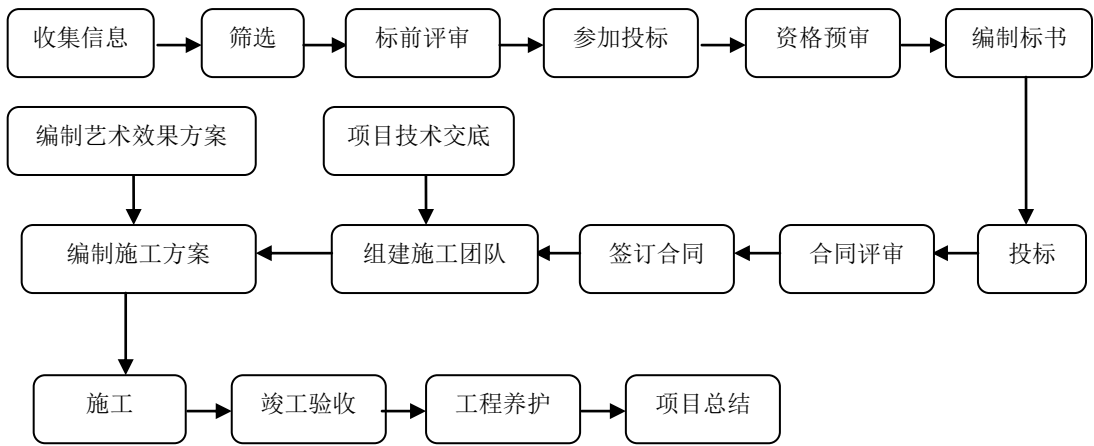 收集信息
筛选
标前评审
参加投标
资格预审
编制标书
编制艺术效果方案
项目技术交底
编制施工方案
组建施工团队
签订合同
合同评审
投标
施工
竣工验收
工程养护
项目总结